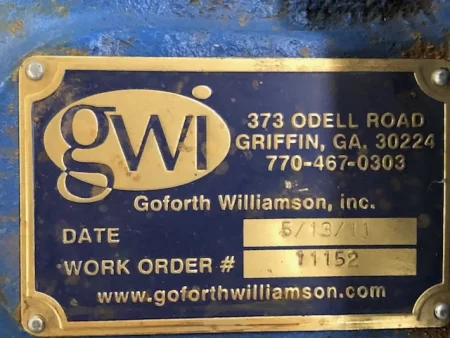 gwi
373 ODELL ROAD
GRIFFIN, GA. 30224
770-467-0303
Goforth Williamson, inc.
DATE 5/13/11
WORK ORDER # 11152
www.goforthwilliamson.com